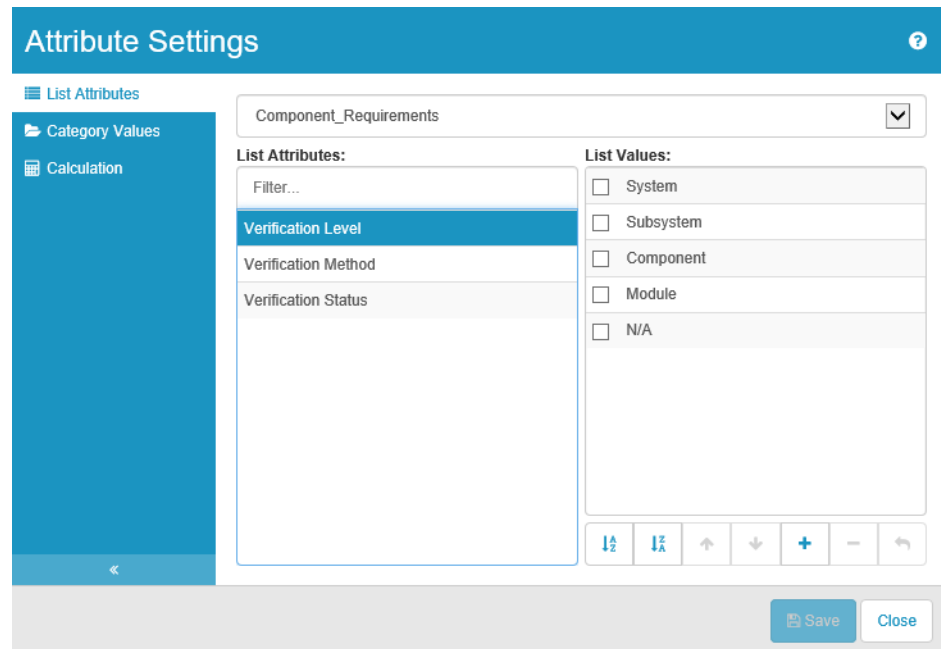 Attribute Settings
List Attributes
Category Values
Calculation
Component_Requirements
List Attributes:
Filter...
Verification Level
Verification Method
Verification Status
List Values:
System
Subsystem
Component
Module
N/A
Save
Close